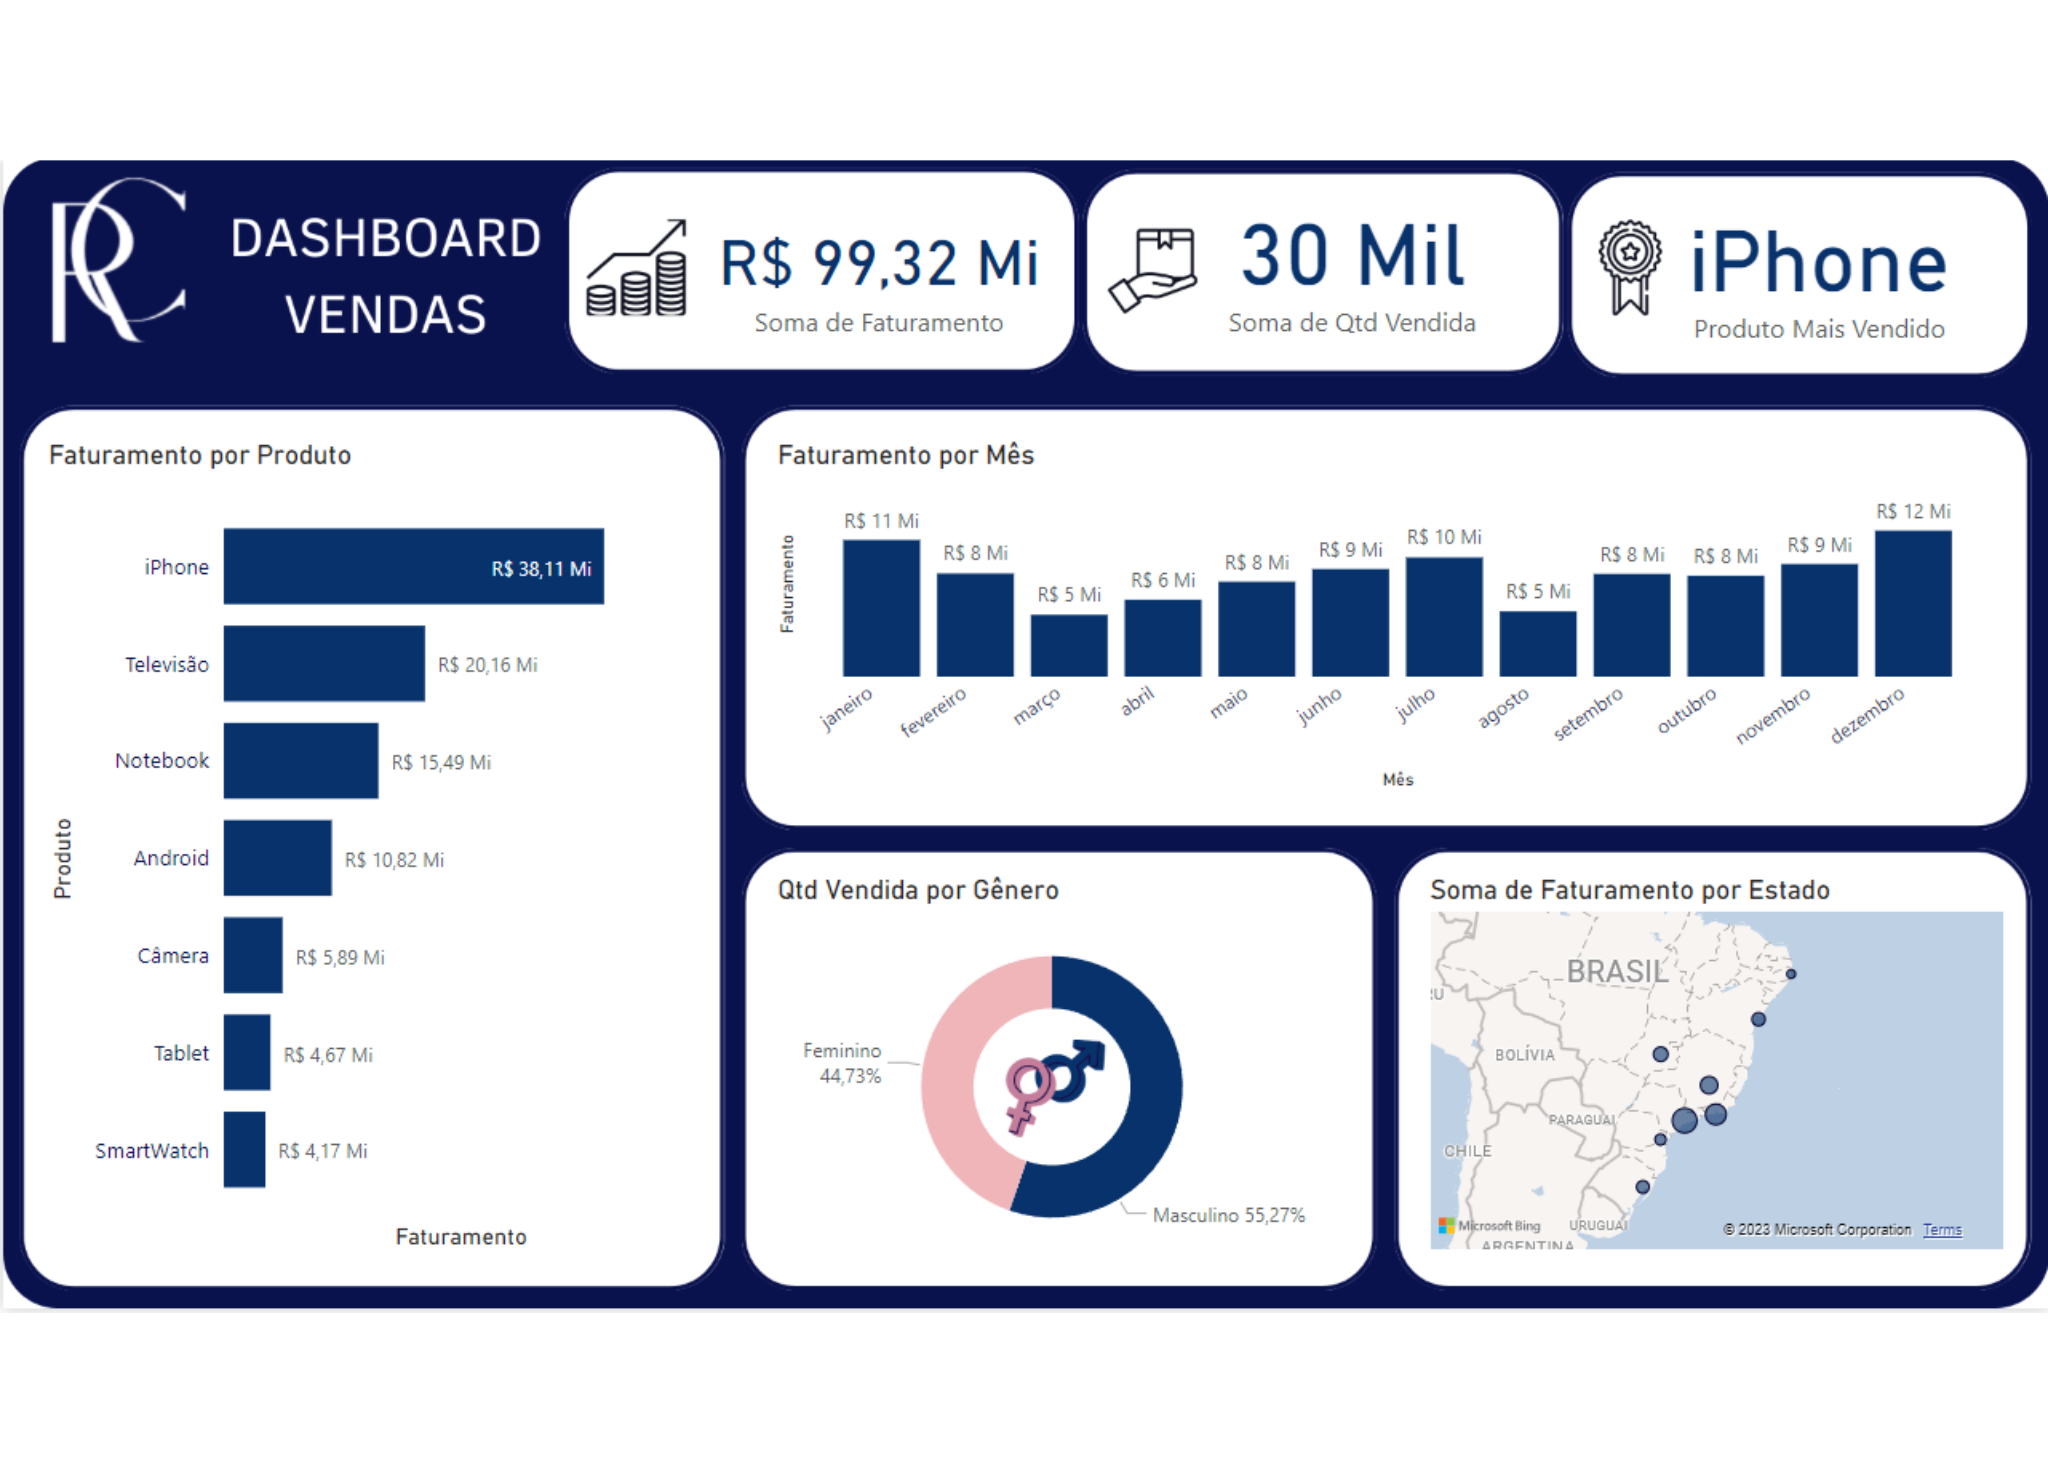 RC
DASHBOARD
VENDAS
R$ 99,32 Mi
Soma de Faturamento
30 Mil
Soma de Qtd Vendida
iPhone
Produto Mais Vendido
Faturamento por Produto
Produto
iPhone
R$ 38,11 Mi
Televisão
R$ 20,16 Mi
Notebook
R$ 15,49 Mi
Android
R$ 10,82 Mi
Câmera
R$ 5,89 Mi
Tablet
R$ 4,67 Mi
SmartWatch
R$ 4,17 Mi
Faturamento
Faturamento por Mês
Faturamento
R$ 11 Mi
R$ 8 Mi
R$ 5 Mi
R$ 6 Mi
R$ 8 Mi
R$ 9 Mi
R$ 10 Mi
R$ 5 Mi
R$ 8 Mi
R$ 8 Mi
R$ 9 Mi
R$ 12 Mi
janeiro
fevereiro
março
abril
maio
junho
julho
agosto
setembro
outubro
novembro
dezembro
Mês
Qtd Vendida por Gênero
Feminino
44,73%
Masculino 55,27%
Soma de Faturamento por Estado
BRASIL
RU
BOLÍVIA
PARAGUAI
CHILE
URUGUAI
ARGENTINA
Microsoft Bing
© 2023 Microsoft Corporation Terms